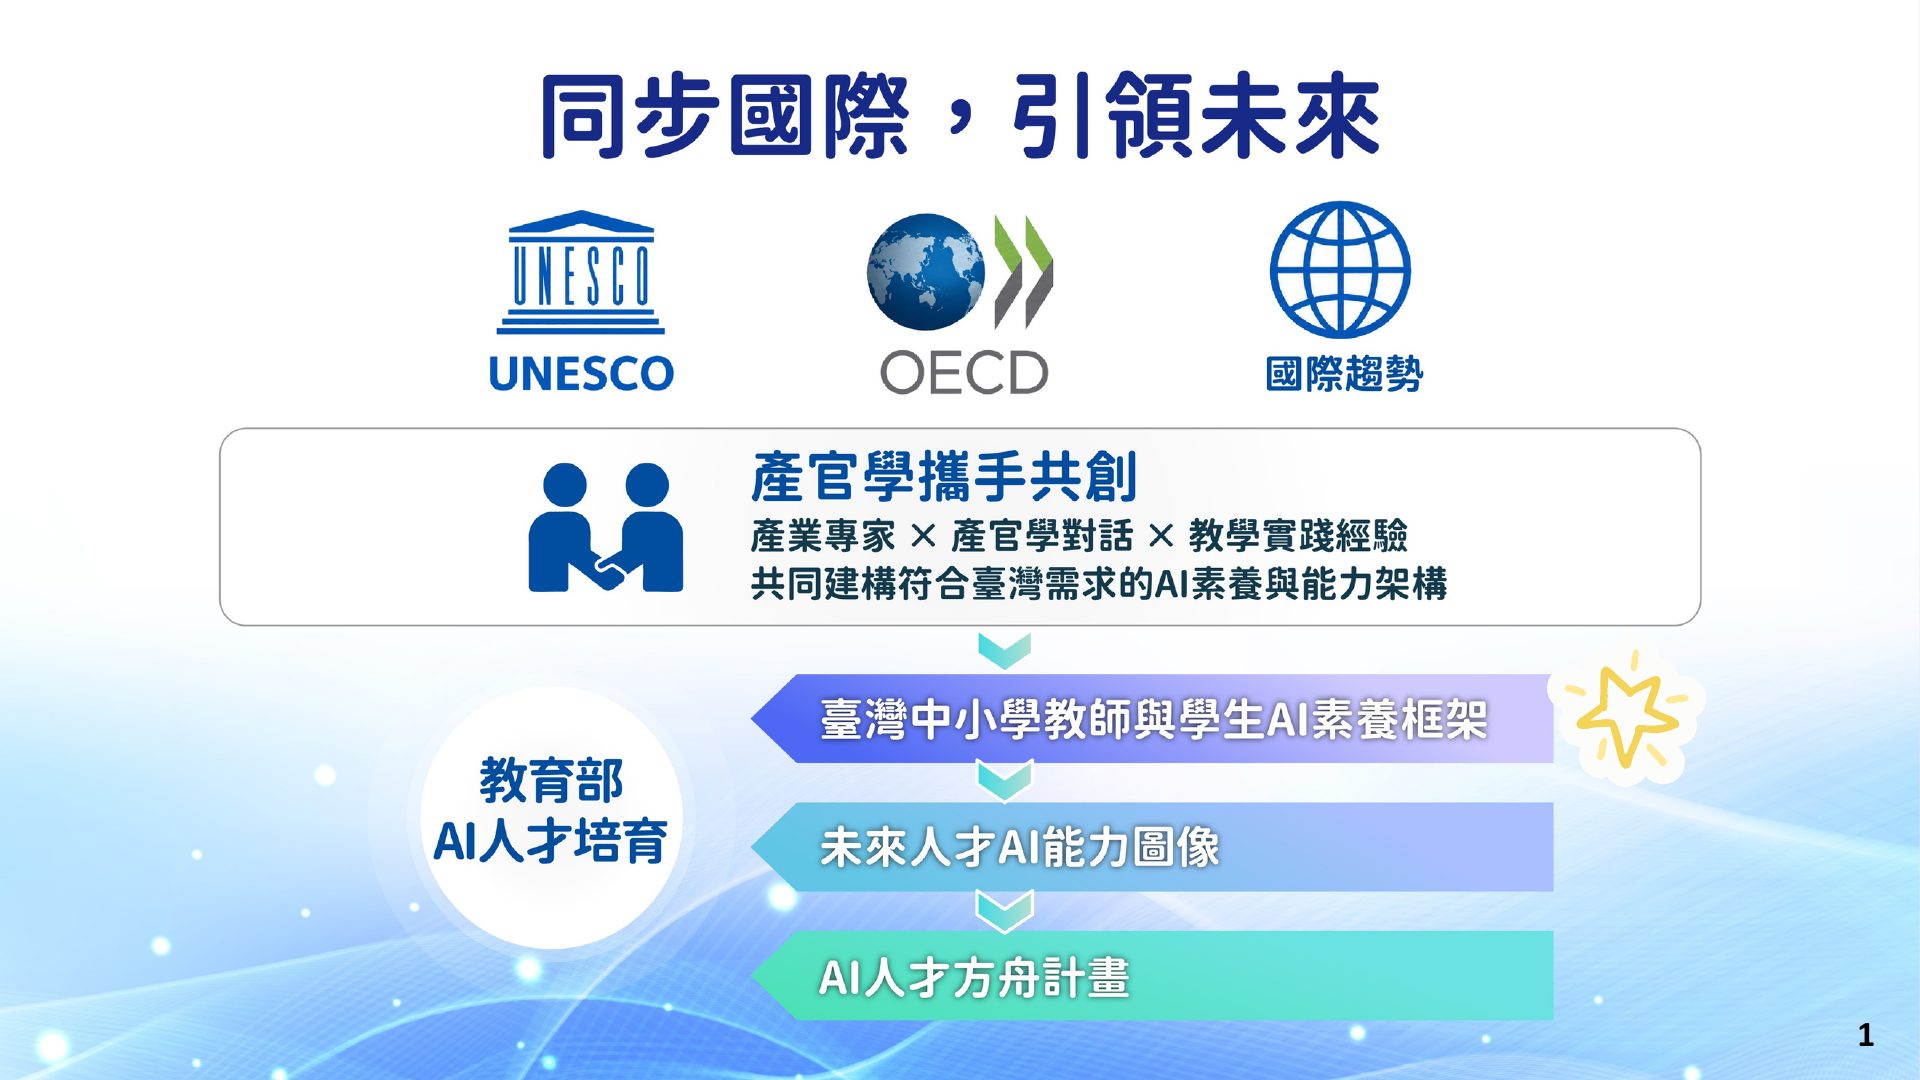 同步國際，引領未來
UNESCO
UNESCO
OECD
國際趨勢
產官學攜手共創
產業專家 × 產官學對話 × 教學實踐經驗
共同建構符合臺灣需求的AI素養與能力架構
教育部
AI人才培育
臺灣中小學教師與學生AI素養框架
未來人才AI能力圖像
AI人才方舟計畫
1